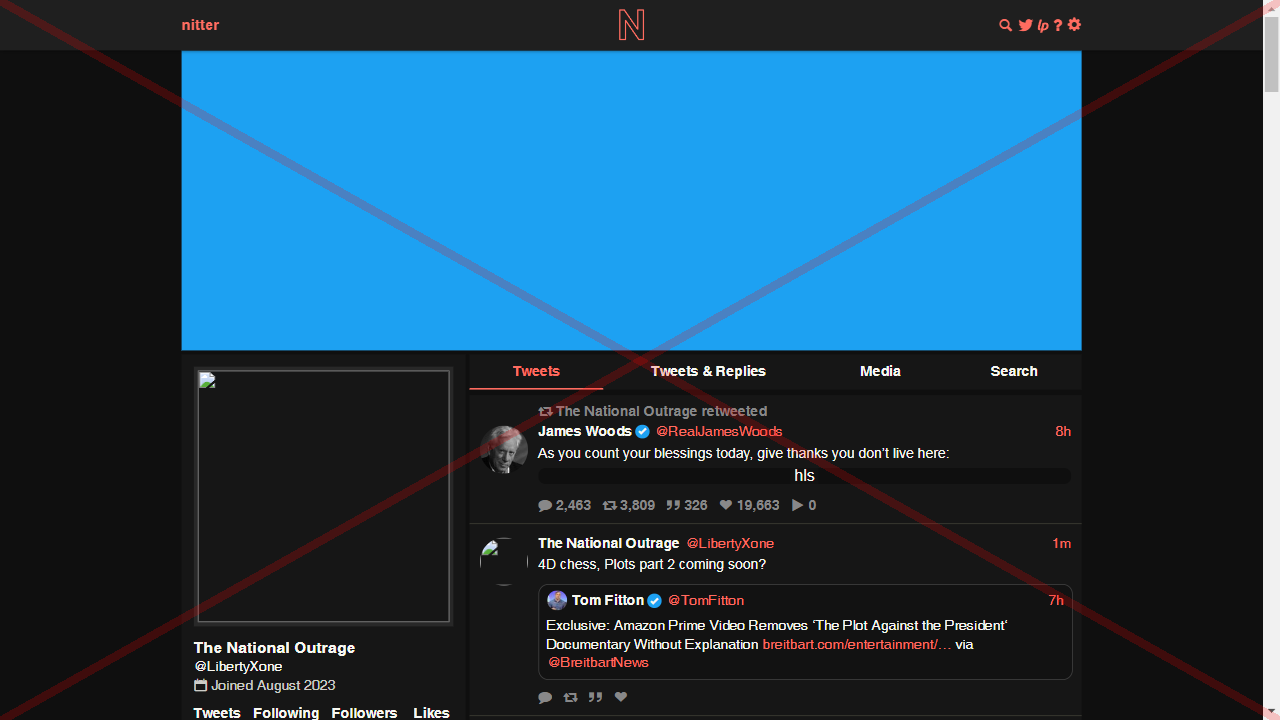 nitter
N
lp ?
Tweets Tweets & Replies Media Search
The National Outrage retweeted
James Woods @RealJamesWoods 8h
As you count your blessings today, give thanks you don't live here:
hls
2,463 3,809 326 19,663 0
The National Outrage @LibertyXone 1m
4D chess, Plots part 2 coming soon?
Tom Fitton @TomFitton 7h
Exclusive: Amazon Prime Video Removes 'The Plot Against the President'
Documentary Without Explanation breitbart.com/entertainment/… via
@BreitbartNews
The National Outrage
@LibertyXone
Joined August 2023
Tweets Following Followers Likes